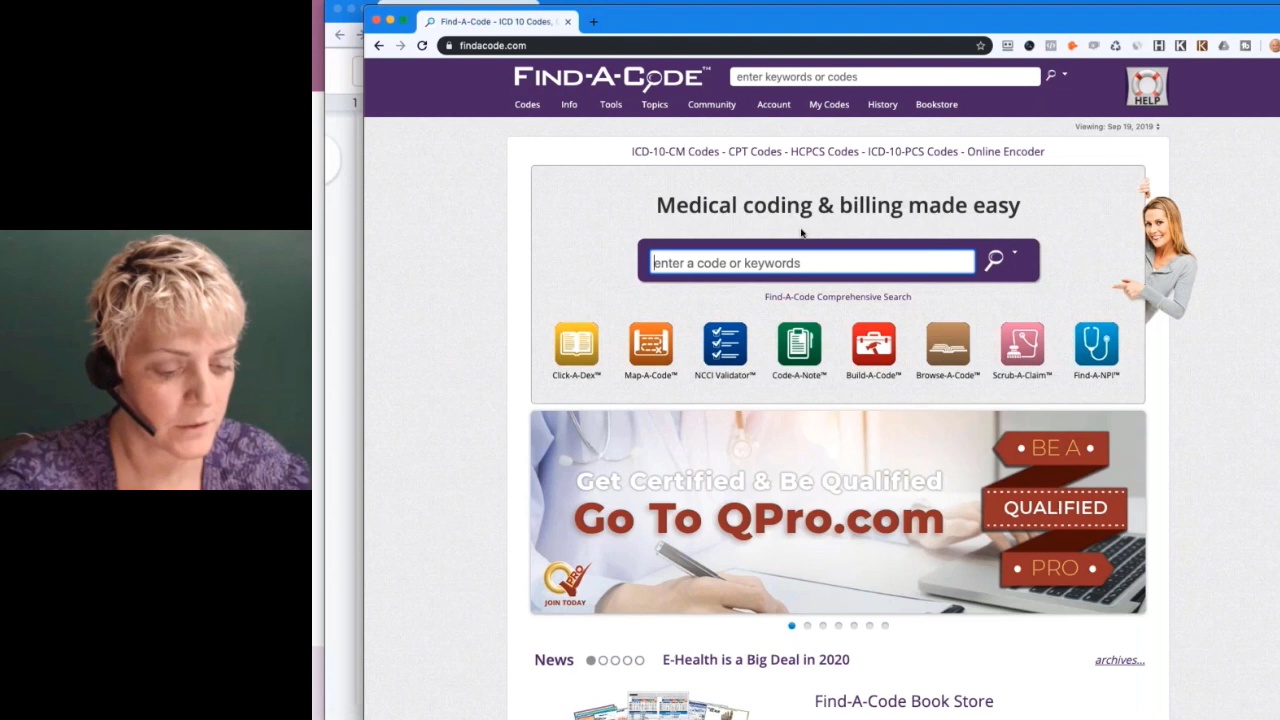 Find-A-Code - ICD 10 Codes,
findacode.com
1
FIND-A-CODE™
enter keywords or codes
HELP
Codes Info Tools Topics Community Account My Codes History Bookstore
Viewing: Sep 19, 2019
ICD-10-CM Codes - CPT Codes - HCPCS Codes - ICD-10-PCS Codes - Online Encoder
Medical coding & billing made easy
enter a code or keywords
Find-A-Code Comprehensive Search
Click-A-Dex™ Map-A-Code™ NCCI Validator™ Code-A-Note™ Build-A-Code™ Browse-A-Code™ Scrub-A-Claim™ Find-A-NPI™
Get Certified & Be Qualified
Go To QPro.com
• BE A •
QUALIFIED
• PRO •
QPRO
JOIN TODAY
News
E-Health is a Big Deal in 2020
archives...
Find-A-Code Book Store